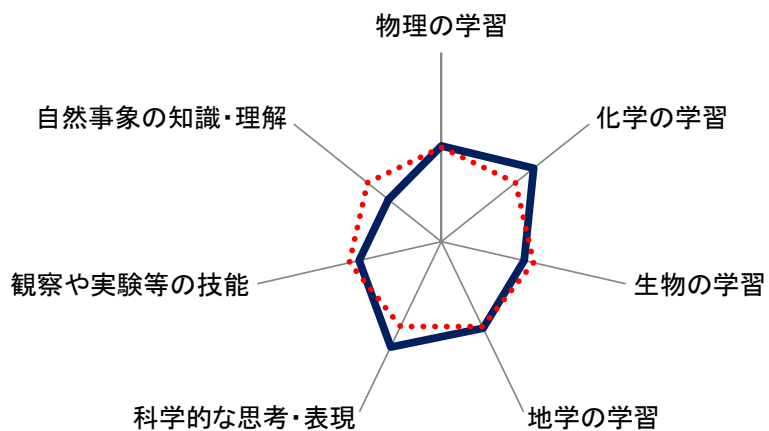 物理の学習
化学の学習
生物の学習
地学の学習
科学的な思考・表現
観察や実験等の技能
自然事象の知識・理解